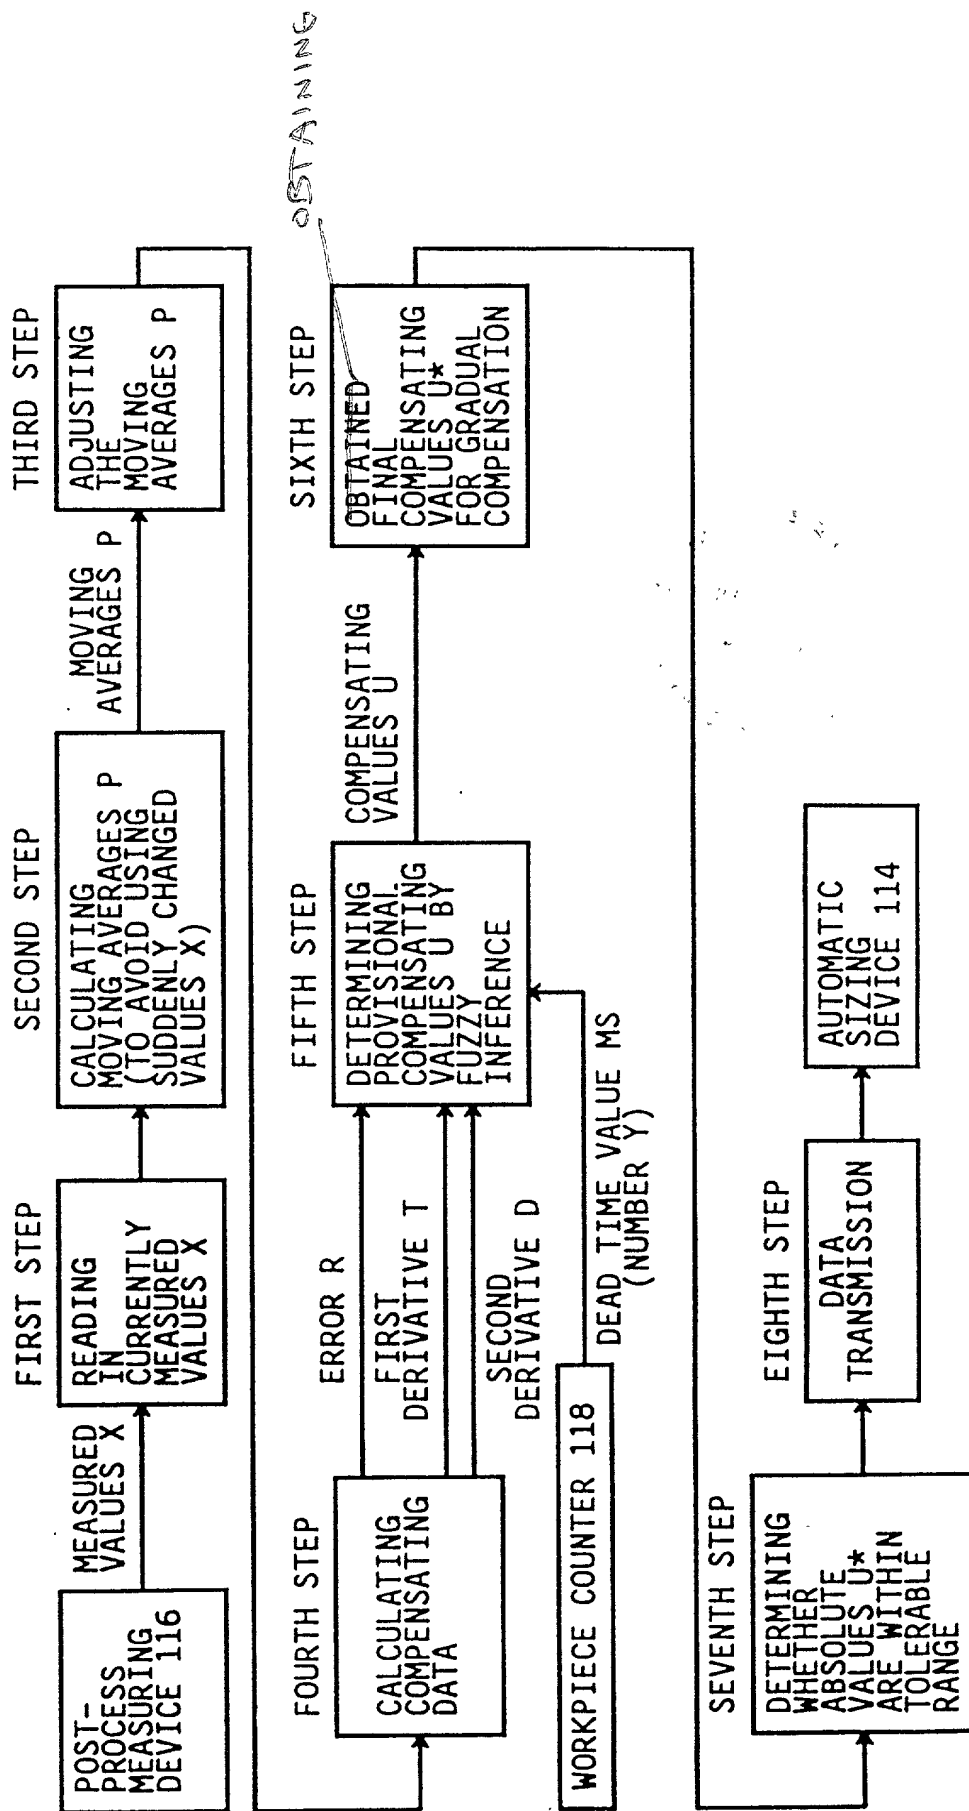 POST-
PROCESS
MEASURING
DEVICE 116
MEASURED
VALUES X
FIRST STEP
READING
IN
CURRENTLY
MEASURED
VALUES X
SECOND STEP
CALCULATING
MOVING AVERAGES P
(TO AVOID USING
SUDDENLY CHANGED
VALUES X)
MOVING
AVERAGES P
THIRD STEP
ADJUSTING
THE
MOVING
AVERAGES P
FOURTH STEP
CALCULATING
COMPENSATING
DATA
ERROR R
FIRST
DERIVATIVE T
SECOND
DERIVATIVE D
WORKPIECE COUNTER 118
DEAD TIME VALUE MS
(NUMBER Y)
FIFTH STEP
DETERMINING
PROVISIONAL
COMPENSATING
VALUES U BY
FUZZY
INFERENCE
COMPENSATING
VALUES U
SIXTH STEP
OBTAINED
FINAL
COMPENSATING
VALUES U*
FOR GRADUAL
COMPENSATION
OBTAINING
SEVENTH STEP
DETERMINING
WHETHER
ABSOLUTE
VALUES U*
ARE WITHIN
TOLERABLE
RANGE
EIGHTH STEP
DATA
TRANSMISSION
AUTOMATIC
SIZING
DEVICE 114